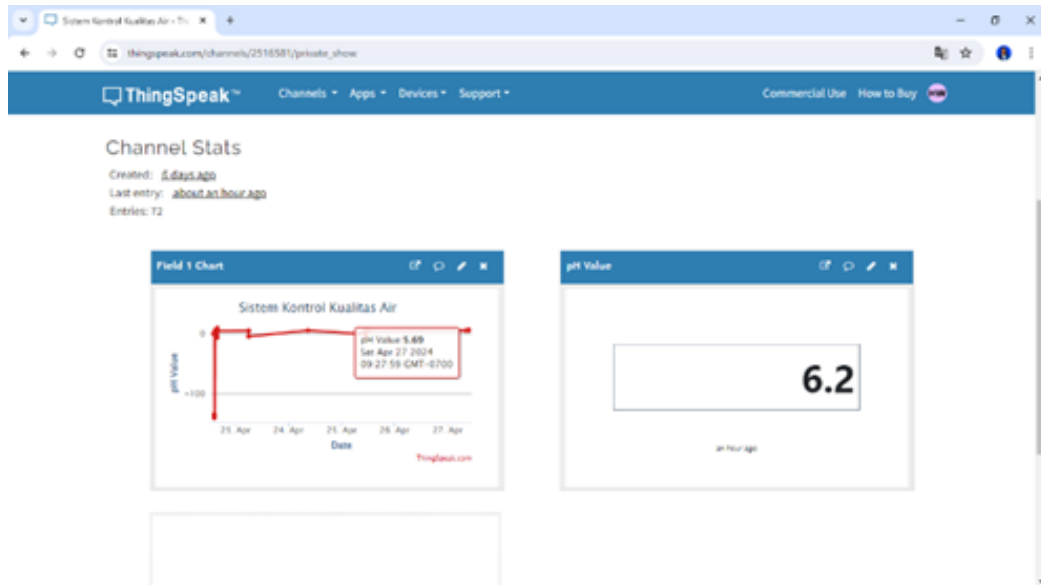 Sistem Kontrol Kualitas Air - Th
thingspeak.com/channels/2516581/private_show
ThingSpeak™ Channels Apps Devices Support Commercial Use How to Buy
Channel Stats
Created: 6 days ago
Last entry: about an hour ago
Entries: 72
Field 1 Chart
Sistem Kontrol Kualitas Air
pH Value
0
-100
pH Value 5.69
Sat Apr 27 2024
09:27:59 GMT-0700
23. Apr 24. Apr 25. Apr 26. Apr 27. Apr
Date
ThingSpeak.com
pH Value
6.2
an hour ago